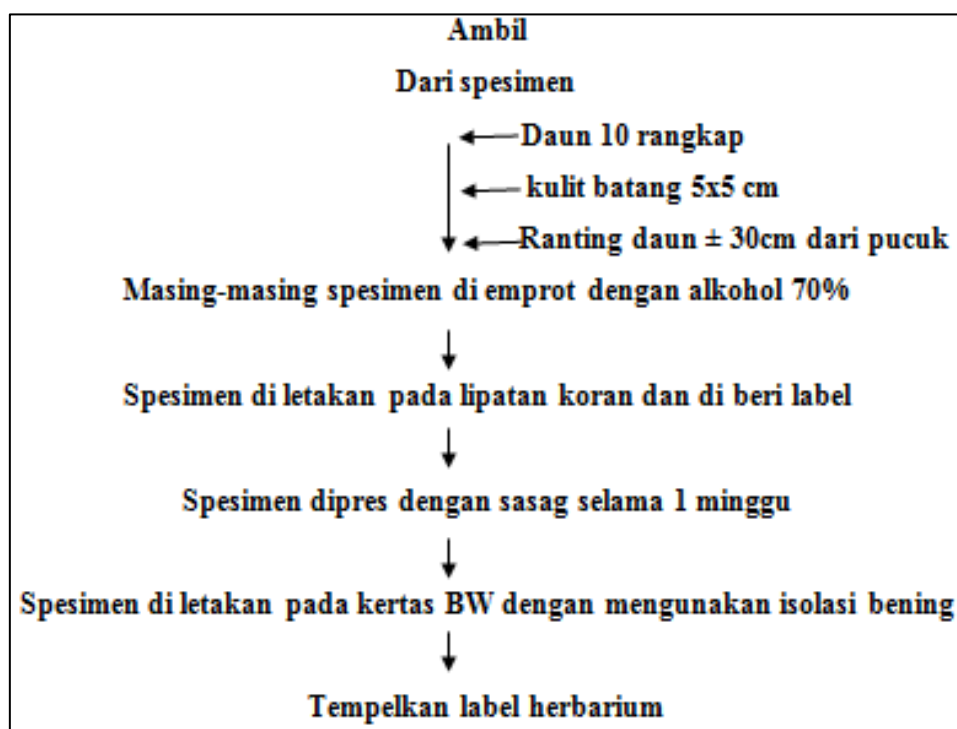 Ambil
Dari spesimen
Daun 10 rangkap
kulit batang 5x5 cm
Ranting daun ± 30cm dari pucuk
Masing-masing spesimen di emprot dengan alkohol 70%
Spesimen di letakan pada lipatan koran dan di beri label
Spesimen dipres dengan sasag selama 1 minggu
Spesimen di letakan pada kertas BW dengan mengunakan isolasi bening
Tempelkan label herbarium